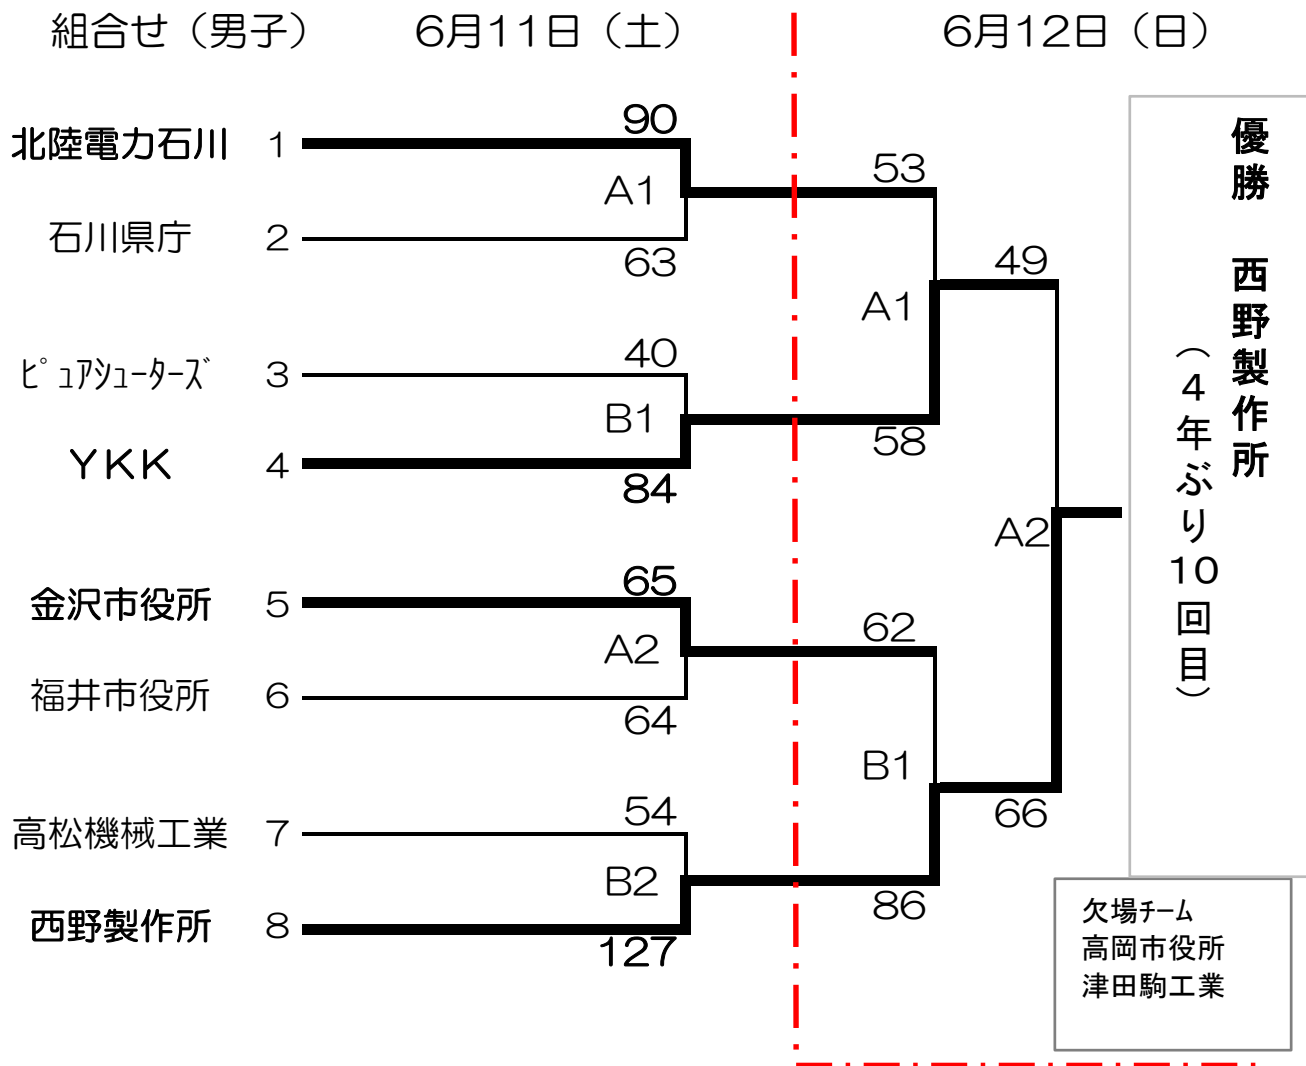 組合せ（男子）
6月11日（土）
6月12日（日）
北陸電力石川 1
90
A1
石川県庁 2
63
ﾋﾟｭｱｼｭｰﾀｰｽﾞ 3
40
B1
YKK 4
84
金沢市役所 5
65
A2
福井市役所 6
64
高松機械工業 7
54
B2
西野製作所 8
127
53
A1
58
62
B1
86
49
A2
66
優勝　西野製作所
（4年ぶり10回目）
欠場ﾁｰﾑ
高岡市役所
津田駒工業